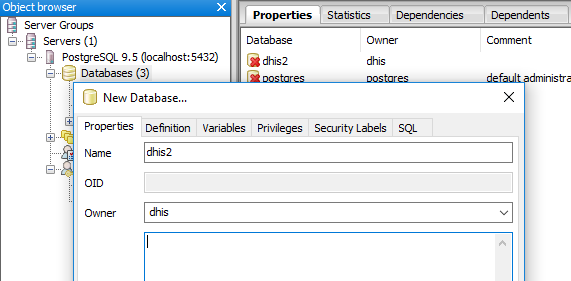 Object browser
Server Groups
Servers (1)
PostgreSQL 9.5 (localhost:5432)
Databases (3)
Properties Statistics Dependencies Dependents
Database Owner Comment
dhis2 dhis
postgres postgres default administra
New Database...
Properties Definition Variables Privileges Security Labels SQL
Name dhis2
OID
Owner dhis